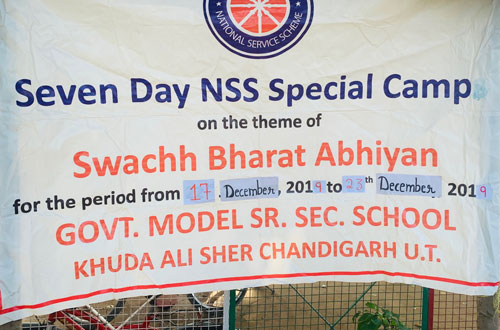 NATIONAL SERVICE SCHEME
Seven Day NSS Special Camp
on the theme of
Swachh Bharat Abhiyan
for the period from 17 December, 2019 to 23th December 2019
GOVT. MODEL SR. SEC. SCHOOL
KHUDA ALI SHER CHANDIGARH U.T.